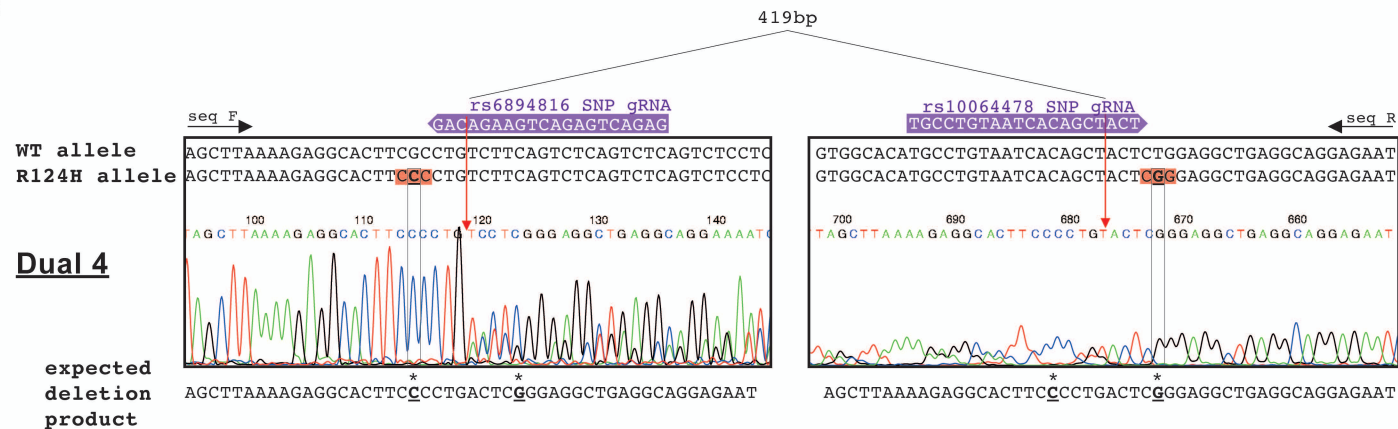 419bp
rs6894816 SNP gRNA
rs10064478 SNP gRNA
seq F
GACAGAAGTCAGAGTCAGAG
TGCCTGTAATCACAGCTACT
seq R
WT allele
AGCTTAAAAGAGGCACTTCGCCTGTCTTCAGTCTCAGTCTCAGTCTCCTC
GTGGCACATGCCTGTAATCACAGCTACTCTGGAGGCTGAGGCAGGAGAAT
R124H allele
AGCTTAAAAGAGGCACTTCCCCTGTCTTCAGTCTCAGTCTCAGTCTCCTC
GTGGCACATGCCTGTAATCACAGCTACTCGGGAGGCTGAGGCAGGAGAAT
100 110 120 130 140
700 690 680 670 660
TAGCTTAAAAGAGGCACTTCCCCTGTCCTCGGGAGGCTGAGGCAGGAAAATC
TAGCTTAAAAGAGGCACTTCCCCTGTACTCGGGAGGCTGAGGCAGGAGAAT
Dual 4
expected
deletion
product
* *
AGCTTAAAAGAGGCACTTCCCCTGACTCGGGAGGCTGAGGCAGGAGAAT
* *
AGCTTAAAAGAGGCACTTCCCCTGACTCGGGAGGCTGAGGCAGGAGAAT